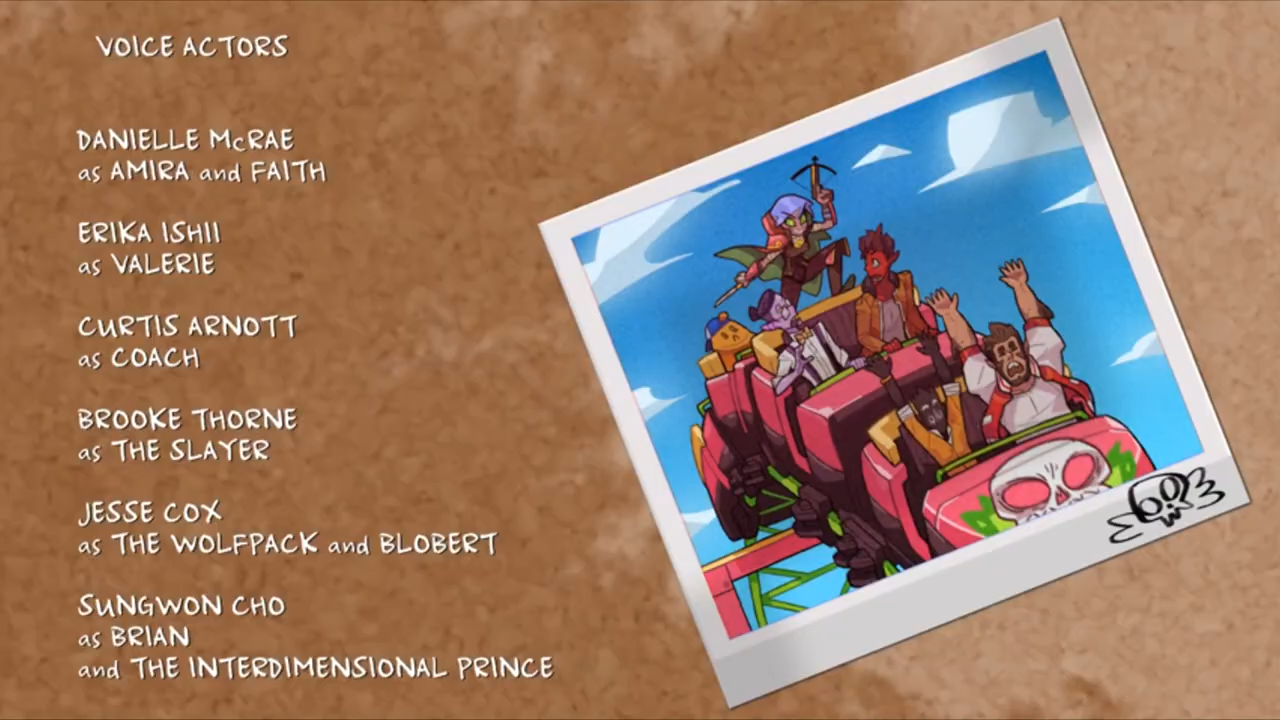 VOICE ACTORS
DANIELLE McRAE
as AMIRA and FAITH
ERIKA ISHII
as VALERIE
CURTIS ARNOTT
as COACH
BROOKE THORNE
as THE SLAYER
JESSE COX
as THE WOLFPACK and BLOBERT
SUNGWON CHO
as BRIAN
and THE INTERDIMENSIONAL PRINCE